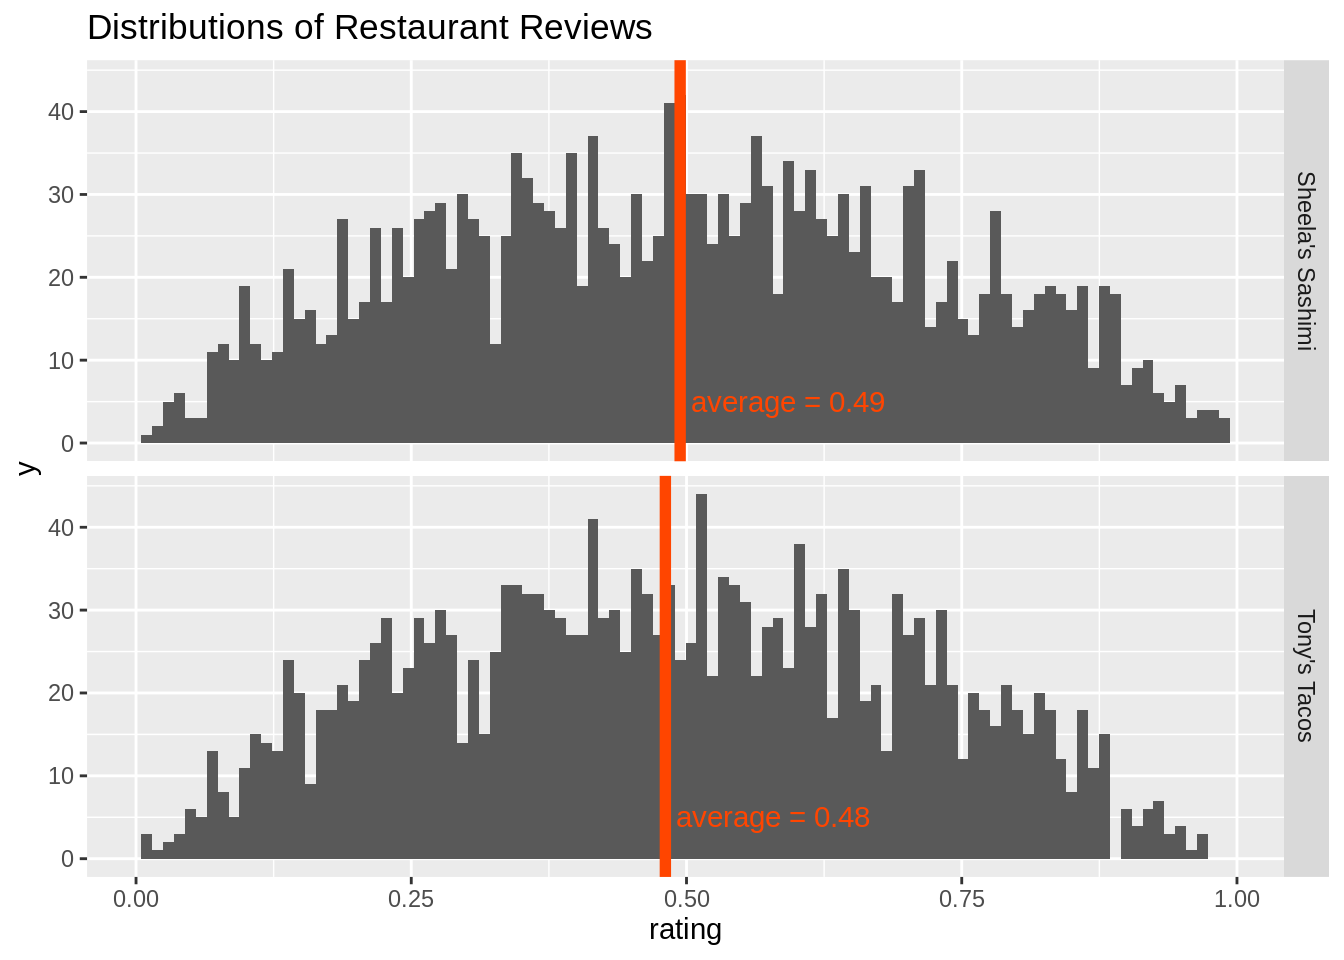 Distributions of Restaurant Reviews
40
30
20
10
0
average = 0.49
Sheela's Sashimi
y
40
30
20
10
0
average = 0.48
Tony's Tacos
0.00 0.25 0.50 0.75 1.00
rating